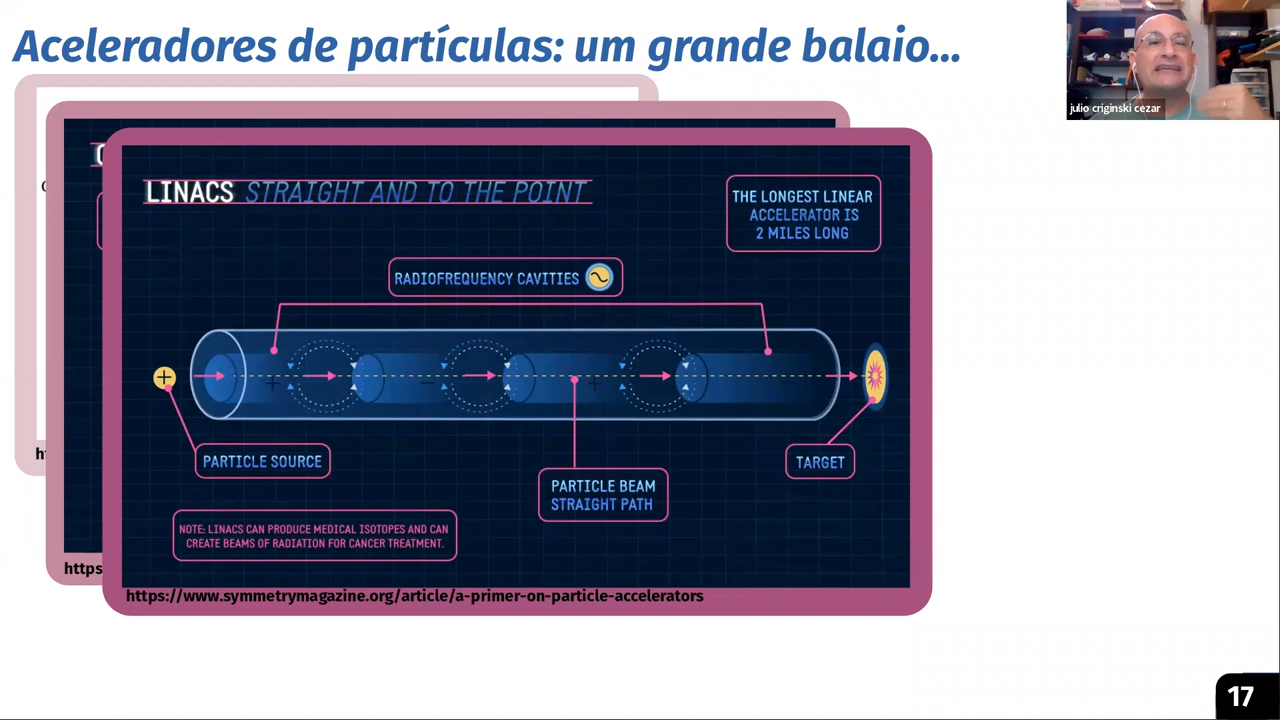 Aceleradores de partículas: um grande balaio...
julio criginski cezar
LINACS STRAIGHT AND TO THE POINT
THE LONGEST LINEAR
ACCELERATOR IS
2 MILES LONG
RADIOFREQUENCY CAVITIES
PARTICLE SOURCE
PARTICLE BEAM
STRAIGHT PATH
TARGET
NOTE: LINACS CAN PRODUCE MEDICAL ISOTOPES AND CAN
CREATE BEAMS OF RADIATION FOR CANCER TREATMENT.
https
https://www.symmetrymagazine.org/article/a-primer-on-particle-accelerators
17